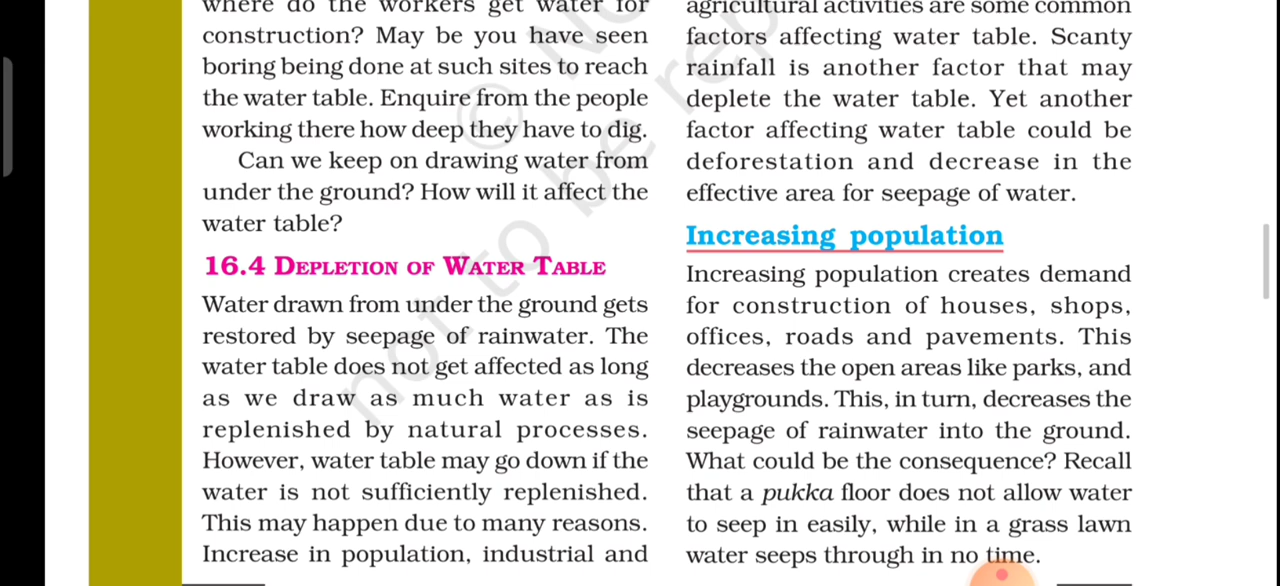 where do the workers get water for
construction? May be you have seen
boring being done at such sites to reach
the water table. Enquire from the people
working there how deep they have to dig.
Can we keep on drawing water from
under the ground? How will it affect the
water table?
16.4 DEPLETION OF WATER TABLE
Water drawn from under the ground gets
restored by seepage of rainwater. The
water table does not get affected as long
as we draw as much water as is
replenished by natural processes.
However, water table may go down if the
water is not sufficiently replenished.
This may happen due to many reasons.
Increase in population, industrial and
agricultural activities are some common
factors affecting water table. Scanty
rainfall is another factor that may
deplete the water table. Yet another
factor affecting water table could be
deforestation and decrease in the
effective area for seepage of water.
Increasing population
Increasing population creates demand
for construction of houses, shops,
offices, roads and pavements. This
decreases the open areas like parks, and
playgrounds. This, in turn, decreases the
seepage of rainwater into the ground.
What could be the consequence? Recall
that a pukka floor does not allow water
to seep in easily, while in a grass lawn
water seeps through in no time.
©
not to be rep